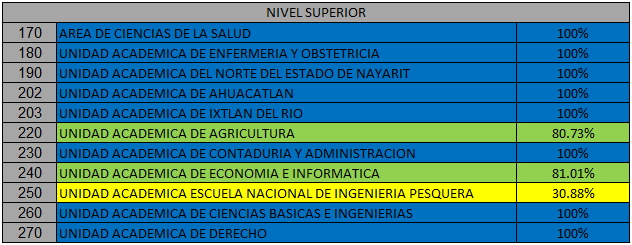 NIVEL SUPERIOR
170 AREA DE CIENCIAS DE LA SALUD 100%
180 UNIDAD ACADEMICA DE ENFERMERIA Y OBSTETRICIA 100%
190 UNIDAD ACADEMICA DEL NORTE DEL ESTADO DE NAYARIT 100%
202 UNIDAD ACADEMICA DE AHUACATLAN 100%
203 UNIDAD ACADEMICA DE IXTLAN DEL RIO 100%
220 UNIDAD ACADEMICA DE AGRICULTURA 80.73%
230 UNIDAD ACADEMICA DE CONTADURIA Y ADMINISTRACION 100%
240 UNIDAD ACADEMICA DE ECONOMIA E INFORMATICA 81.01%
250 UNIDAD ACADEMICA ESCUELA NACIONAL DE INGENIERIA PESQUERA 30.88%
260 UNIDAD ACADEMICA DE CIENCIAS BASICAS E INGENIERIAS 100%
270 UNIDAD ACADEMICA DE DERECHO 100%